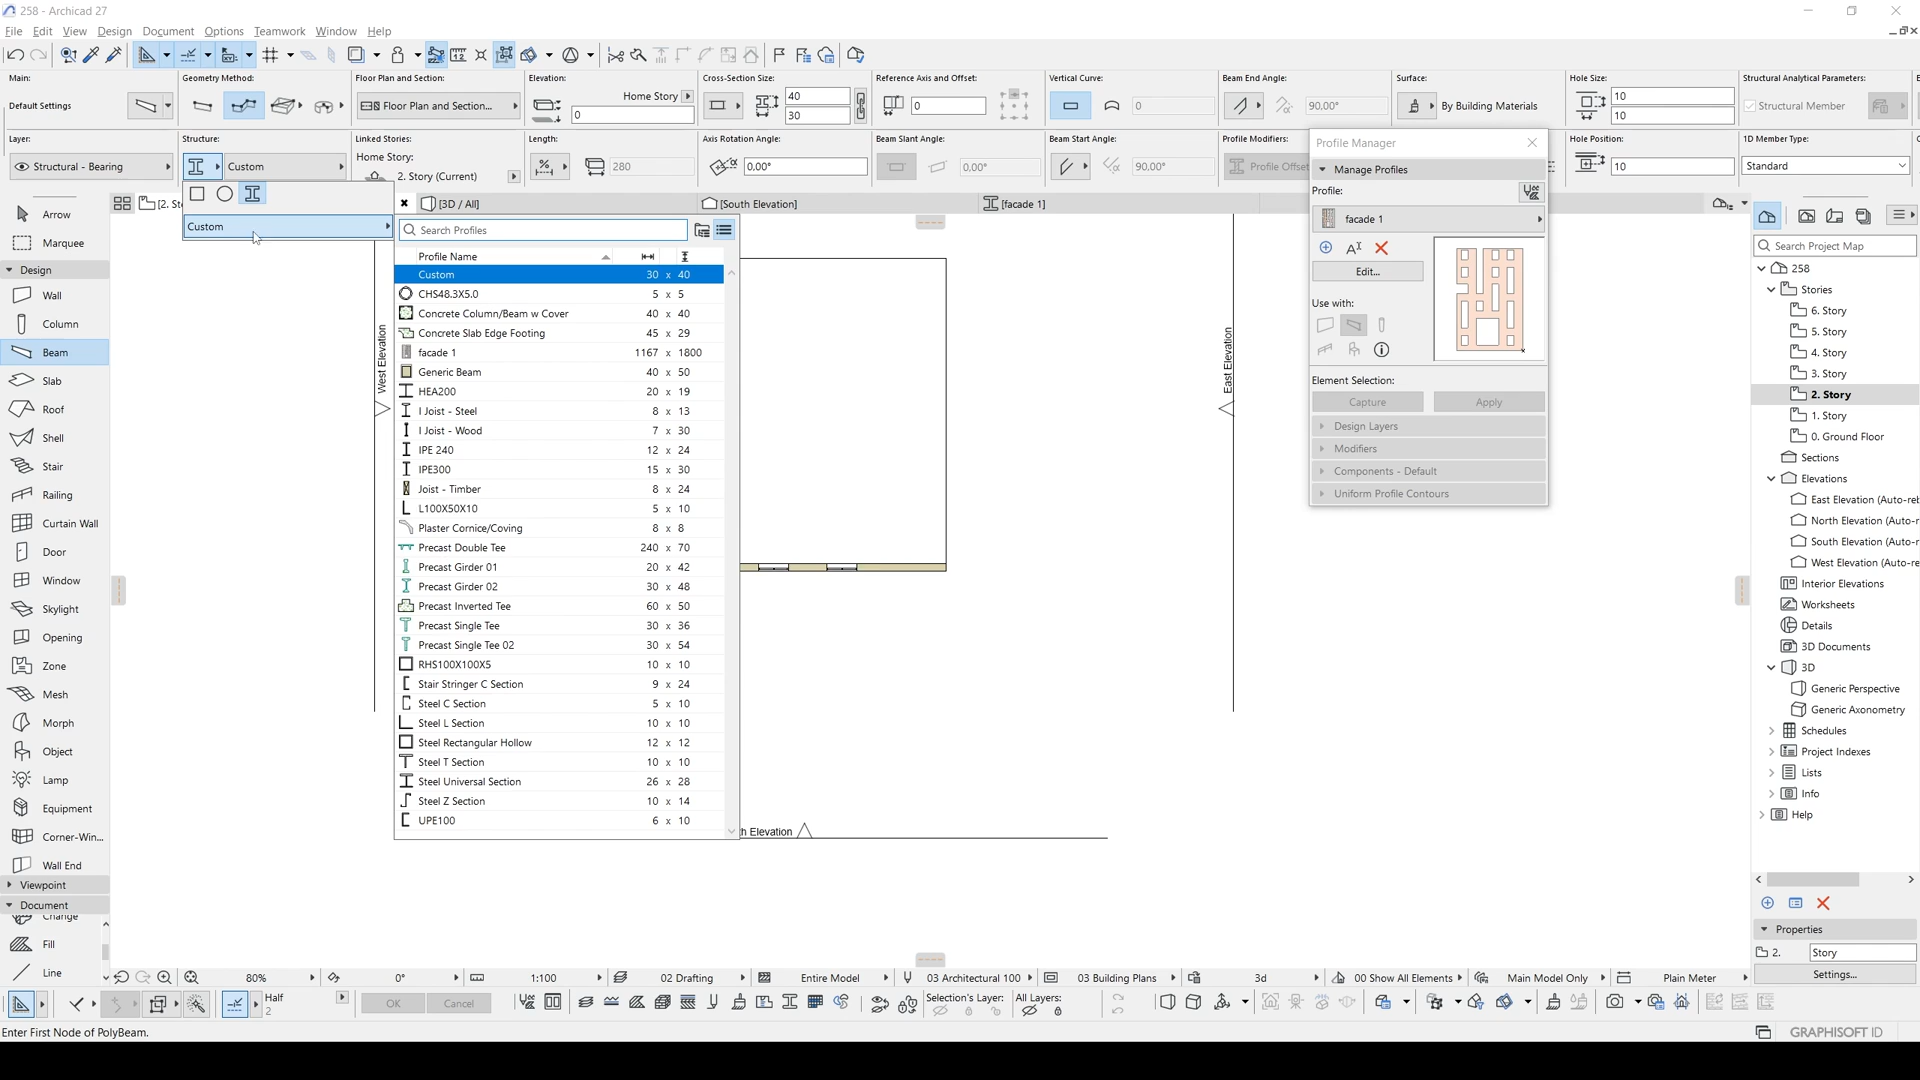 258 - Archicad 27
File Edit View Design Document Options Teamwork Window Help
Main: Geometry Method: Floor Plan and Section: Elevation: Cross-Section Size: Reference Axis and Offset: Vertical Curve: Beam End Angle: Surface: Hole Size: Structural Analytical Parameters:
Default Settings Floor Plan and Section... Home Story 0 40 30 0 0 90,00° By Building Materials 10 10 Structural Member
Layer: Structure: Linked Stories: Length: Axis Rotation Angle: Beam Slant Angle: Beam Start Angle: Profile Modifiers: Hole Position: 1D Member Type:
Structural - Bearing Custom Home Story: 2. Story (Current) 280 0,00° 0,00° 90,00° Profile Offset 10 Standard
[3D / All] [South Elevation] [facade 1]
Custom
Arrow
Marquee
Design
Wall
Column
Beam
Slab
Roof
Shell
Stair
Railing
Curtain Wall
Door
Window
Skylight
Opening
Zone
Mesh
Morph
Object
Lamp
Equipment
Corner-Win...
Wall End
Viewpoint
Document
Change
Fill
Line
Search Profiles
Profile Name
Custom 30 x 40
CHS48.3X5.0 5 x 5
Concrete Column/Beam w Cover 40 x 40
Concrete Slab Edge Footing 45 x 29
facade 1 1167 x 1800
Generic Beam 40 x 50
HEA200 20 x 19
I Joist - Steel 8 x 13
I Joist - Wood 7 x 30
IPE 240 12 x 24
IPE300 15 x 30
Joist - Timber 8 x 24
L100X50X10 5 x 10
Plaster Cornice/Coving 8 x 8
Precast Double Tee 240 x 70
Precast Girder 01 20 x 42
Precast Girder 02 30 x 48
Precast Inverted Tee 60 x 50
Precast Single Tee 30 x 36
Precast Single Tee 02 30 x 54
RHS100X100X5 10 x 10
Stair Stringer C Section 9 x 24
Steel C Section 5 x 10
Steel L Section 10 x 10
Steel Rectangular Hollow 12 x 12
Steel T Section 10 x 10
Steel Universal Section 26 x 28
Steel Z Section 10 x 14
UPE100 6 x 10
West Elevation
East Elevation
h Elevation
Profile Manager
Manage Profiles
Profile:
facade 1
Edit...
Use with:
Element Selection:
Capture Apply
Design Layers
Modifiers
Components - Default
Uniform Profile Contours
Search Project Map
258
Stories
6. Story
5. Story
4. Story
3. Story
2. Story
1. Story
0. Ground Floor
Sections
Elevations
East Elevation (Auto-reb
North Elevation (Auto-r
South Elevation (Auto-r
West Elevation (Auto-re
Interior Elevations
Worksheets
Details
3D Documents
3D
Generic Perspective
Generic Axonometry
Schedules
Project Indexes
Lists
Info
Help
Properties
2. Story
Settings...
80% 0° 1:100 02 Drafting Entire Model 03 Architectural 100 03 Building Plans 3d 00 Show All Elements Main Model Only Plain Meter
Half 2 OK Cancel Selection's Layer: All Layers:
Enter First Node of PolyBeam.
GRAPHISOFT ID